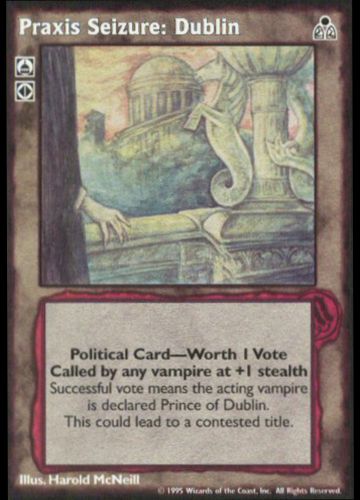 Praxis Seizure: Dublin
Political Card—Worth 1 Vote
Called by any vampire at +1 stealth
Successful vote means the acting vampire
is declared Prince of Dublin.
This could lead to a contested title.
Illus. Harold McNeill
© 1995 Wizards of the Coast, Inc. All Rights Reserved.